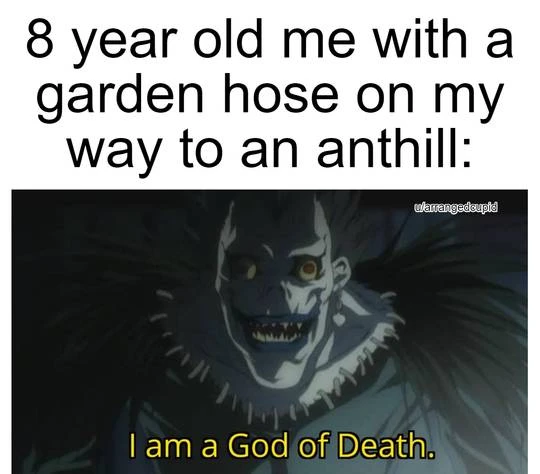 8 year old me with a
garden hose on my
way to an anthill:
u/arrangedcupid
I am a God of Death.